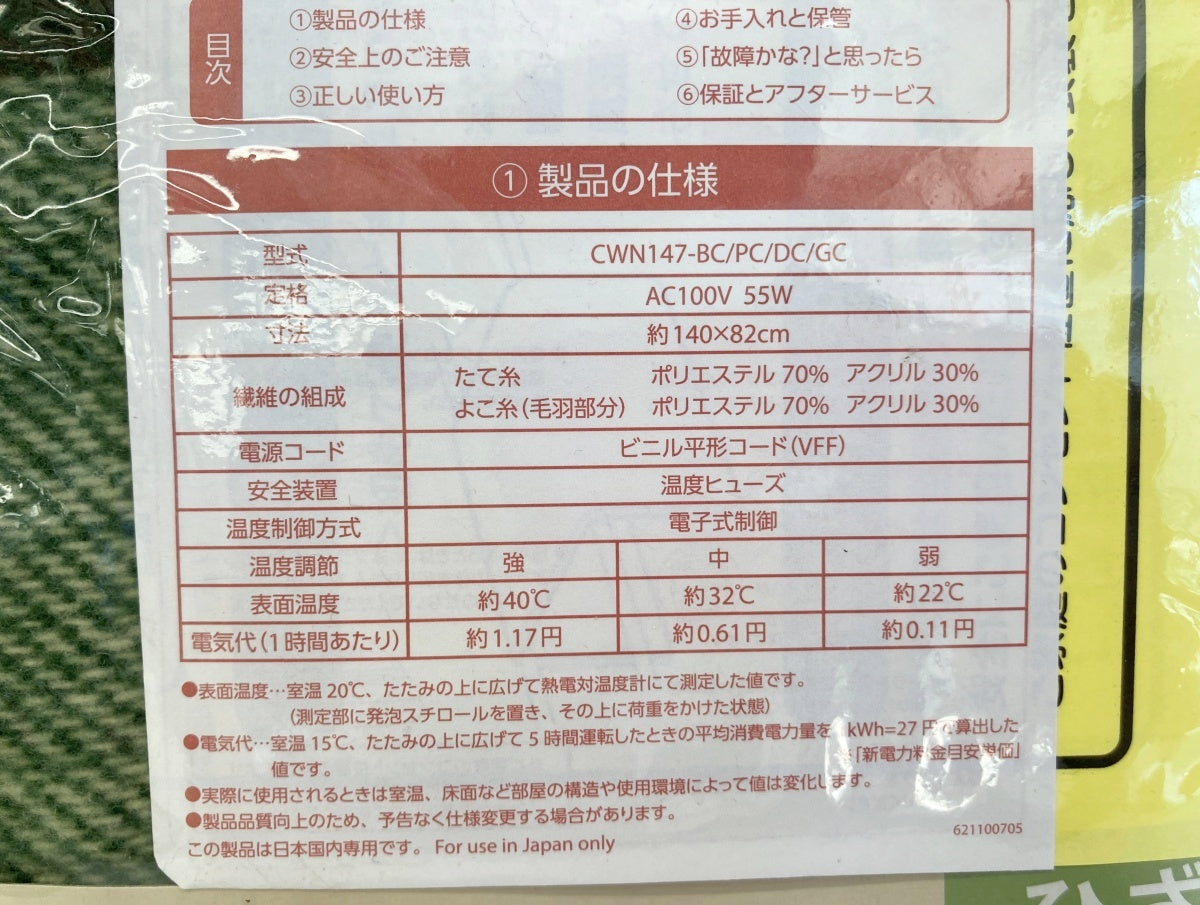 目次
①製品の仕様
②安全上のご注意
③正しい使い方
④お手入れと保管
⑤「故障かな?」と思ったら
⑥保証とアフターサービス
① 製品の仕様
型式 CWN147-BC/PC/DC/GC
定格 AC100V 55W
寸法 約140×82cm
繊維の組成 たて糸 ポリエステル 70% アクリル 30%
よこ糸(毛羽部分) ポリエステル 70% アクリル 30%
電源コード ビニル平形コード(VFF)
安全装置 温度ヒューズ
温度制御方式 電子式制御
温度調節 強 中 弱
表面温度 約40℃ 約32℃ 約22℃
電気代(1時間あたり) 約1.17円 約0.61円 約0.11円
●表面温度…室温 20℃、たたみの上に広げて熱電対温度計にて測定した値です。
(測定部に発泡スチロールを置き、その上に荷重をかけた状態)
●電気代…室温 15℃、たたみの上に広げて 5 時間運転したときの平均消費電力量を kWh=27 円で算出した
値です。 「新電力料金目安単価」
●実際に使用されるときは室温、床面など部屋の構造や使用環境によって値は変化します。
●製品品質向上のため、予告なく仕様変更する場合があります。
621100705
この製品は日本国内専用です。 For use in Japan only
ひざ